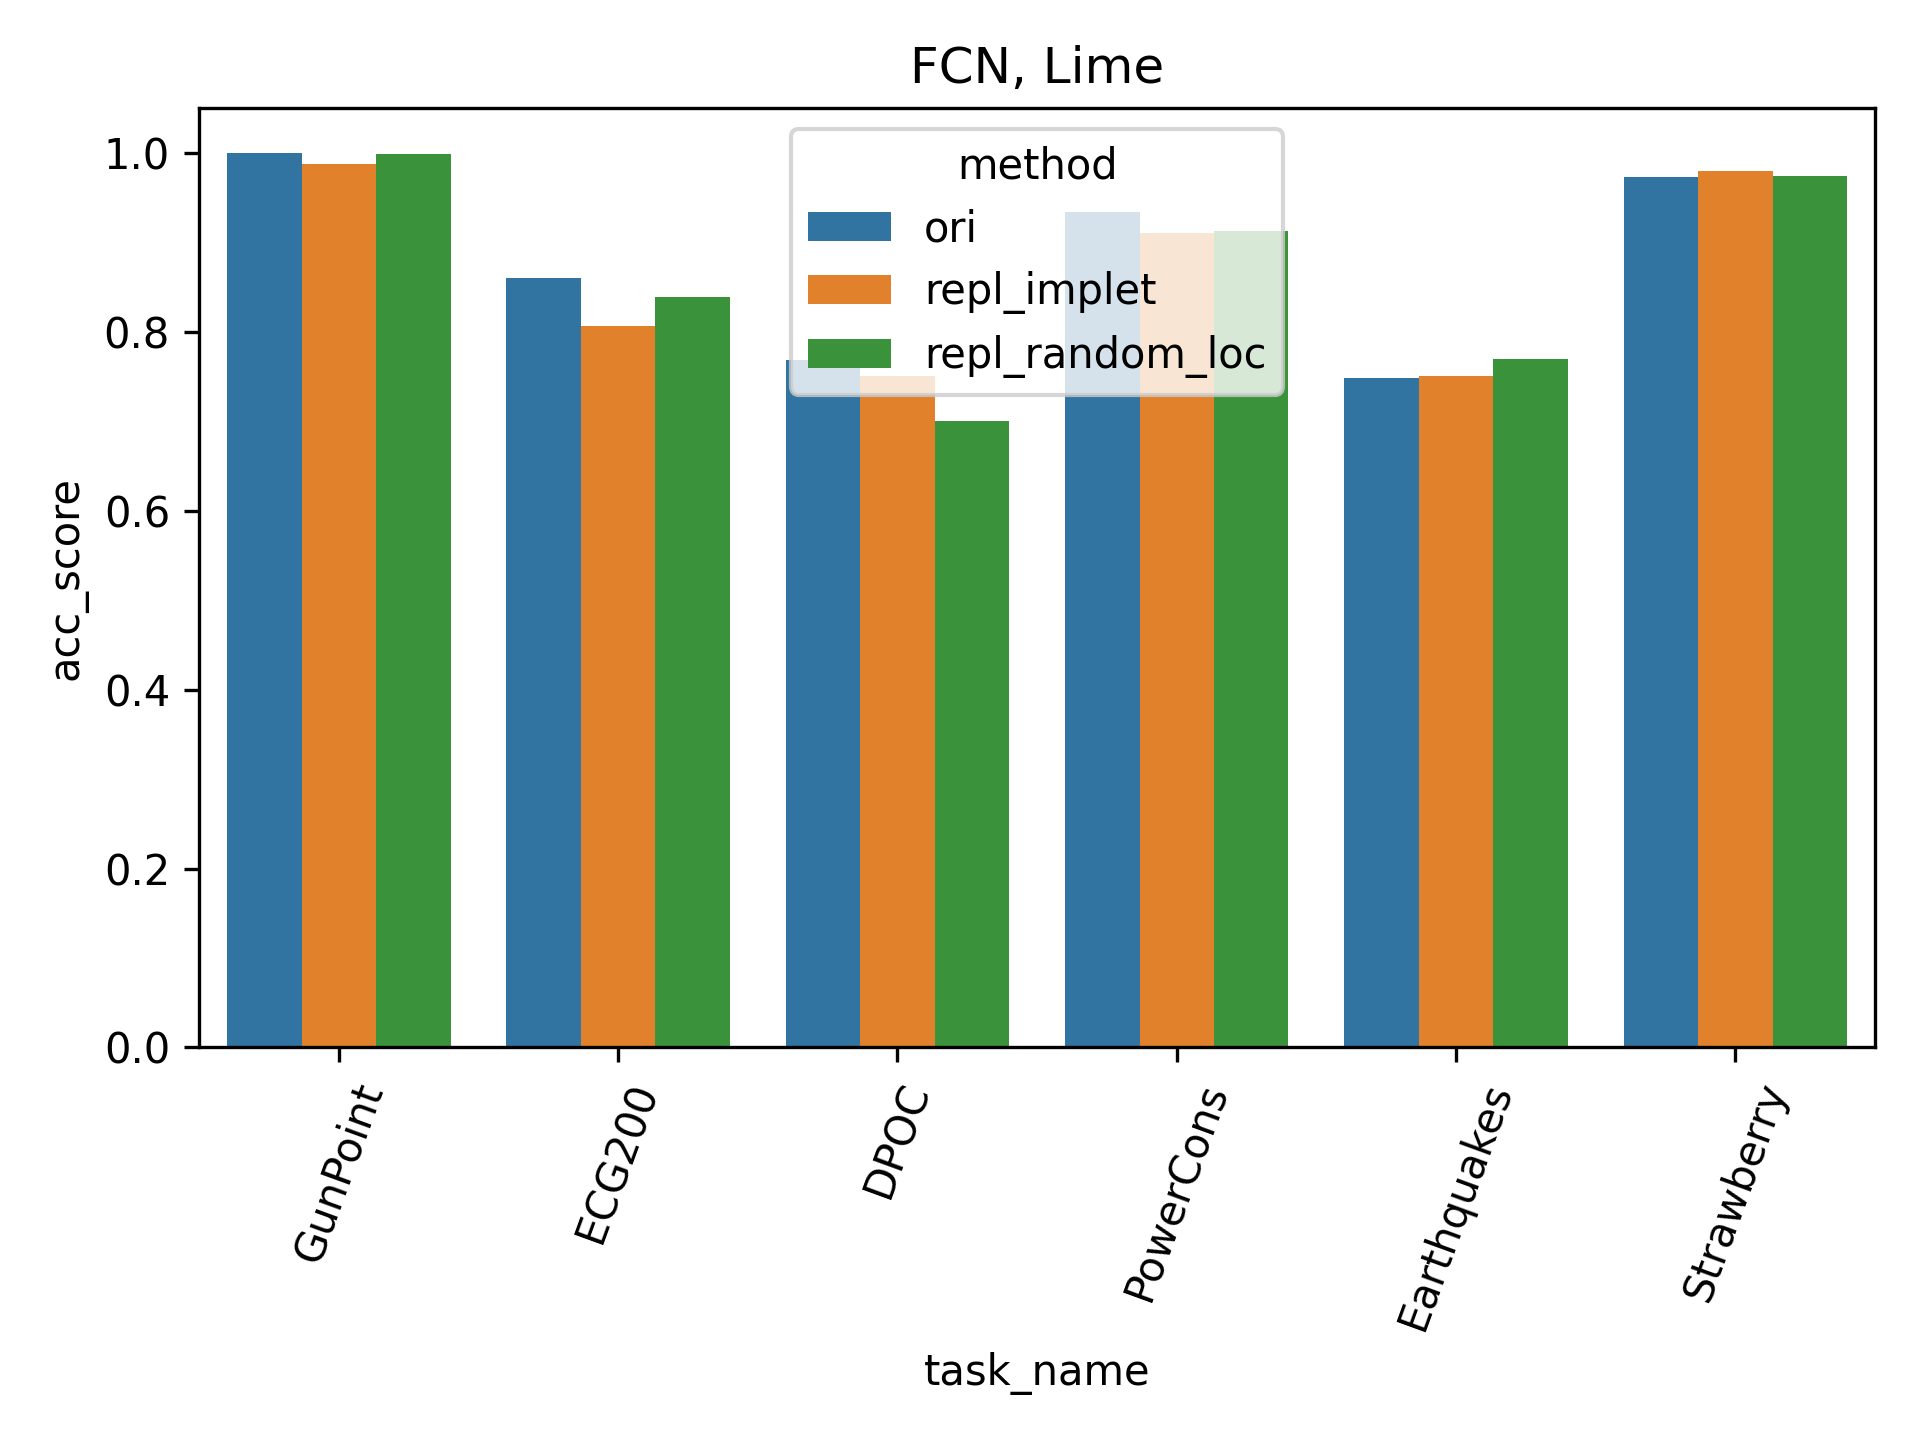 FCN, Lime
method
ori
repl_implet
repl_random_loc
acc_score
1.0
0.8
0.6
0.4
0.2
0.0
GunPoint
ECG200
DPOC
PowerCons
Earthquakes
Strawberry
task_name